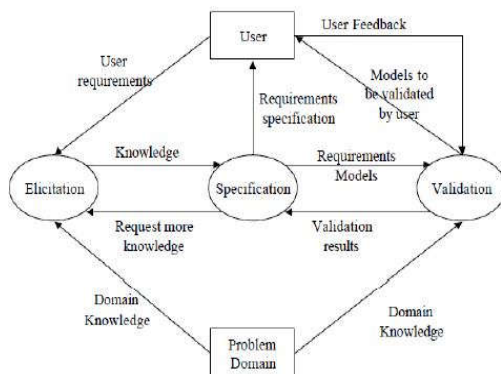 User Feedback
User
User
requirements
Models to
be validated
by user
Requirements
specification
Knowledge
Requirements
Models
Elicitation
Specification
Validation
Request more
knowledge
Validation
results
Domain
Knowledge
Domain
Knowledge
Problem
Domain